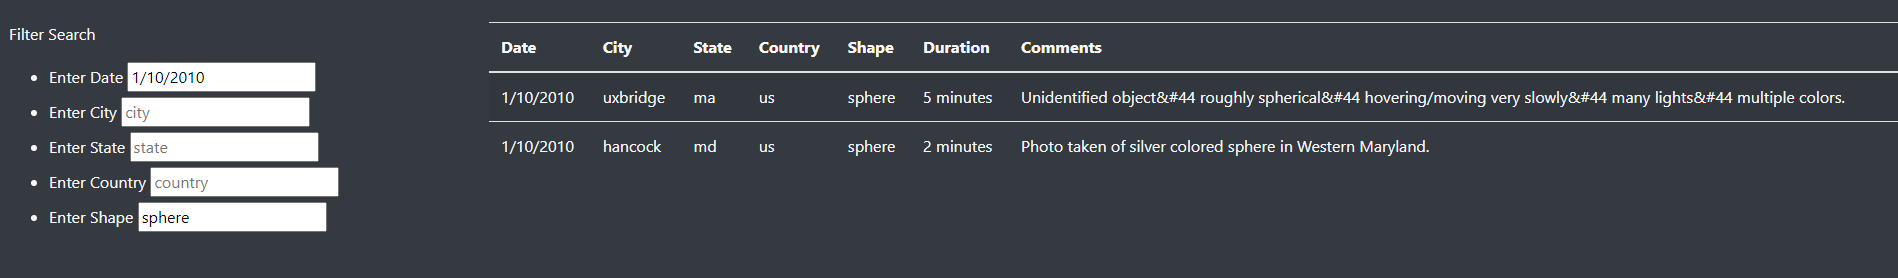 Filter Search
Enter Date 1/10/2010
Enter City city
Enter State state
Enter Country country
Enter Shape sphere
Date City State Country Shape Duration Comments
1/10/2010 uxbridge ma us sphere 5 minutes Unidentified object&#44 roughly spherical&#44 hovering/moving very slowly&#44 many lights&#44 multiple colors.
1/10/2010 hancock md us sphere 2 minutes Photo taken of silver colored sphere in Western Maryland.